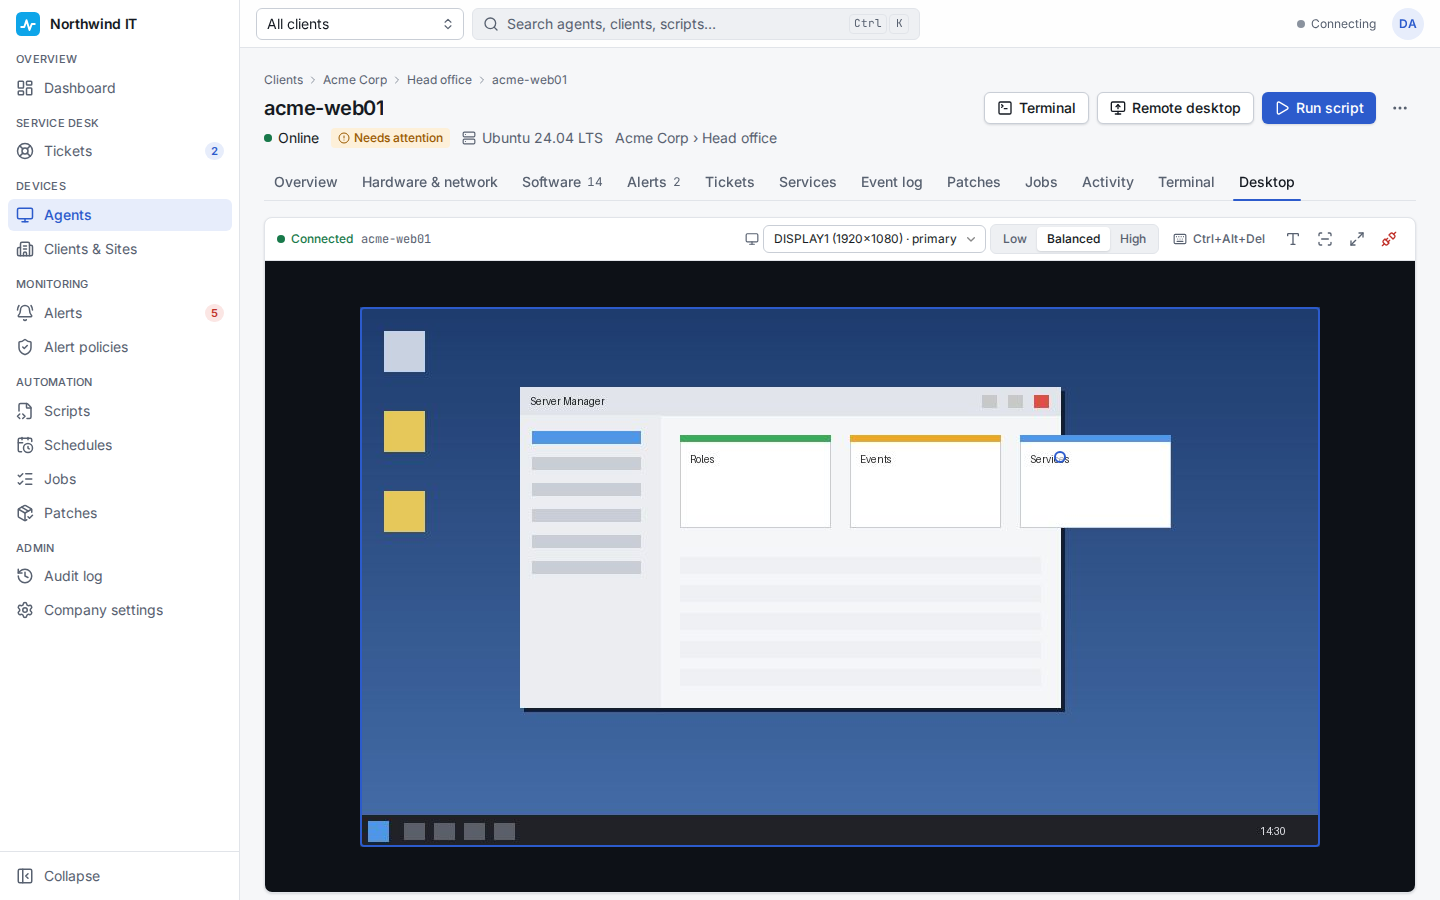 Northwind IT
All clients
Search agents, clients, scripts...
Ctrl K
Connecting
DA
OVERVIEW
Dashboard
SERVICE DESK
Tickets 2
DEVICES
Agents
Clients & Sites
MONITORING
Alerts 5
Alert policies
AUTOMATION
Scripts
Schedules
Jobs
Patches
ADMIN
Audit log
Company settings
Collapse
Clients > Acme Corp > Head office > acme-web01
acme-web01
Terminal
Remote desktop
Run script
Online
Needs attention
Ubuntu 24.04 LTS
Acme Corp › Head office
Overview
Hardware & network
Software 14
Alerts 2
Tickets
Services
Event log
Patches
Jobs
Activity
Terminal
Desktop
Connected acme-web01
DISPLAY1 (1920×1080) · primary
Low
Balanced
High
Ctrl+Alt+Del
Server Manager
Roles
Events
Services
14:30